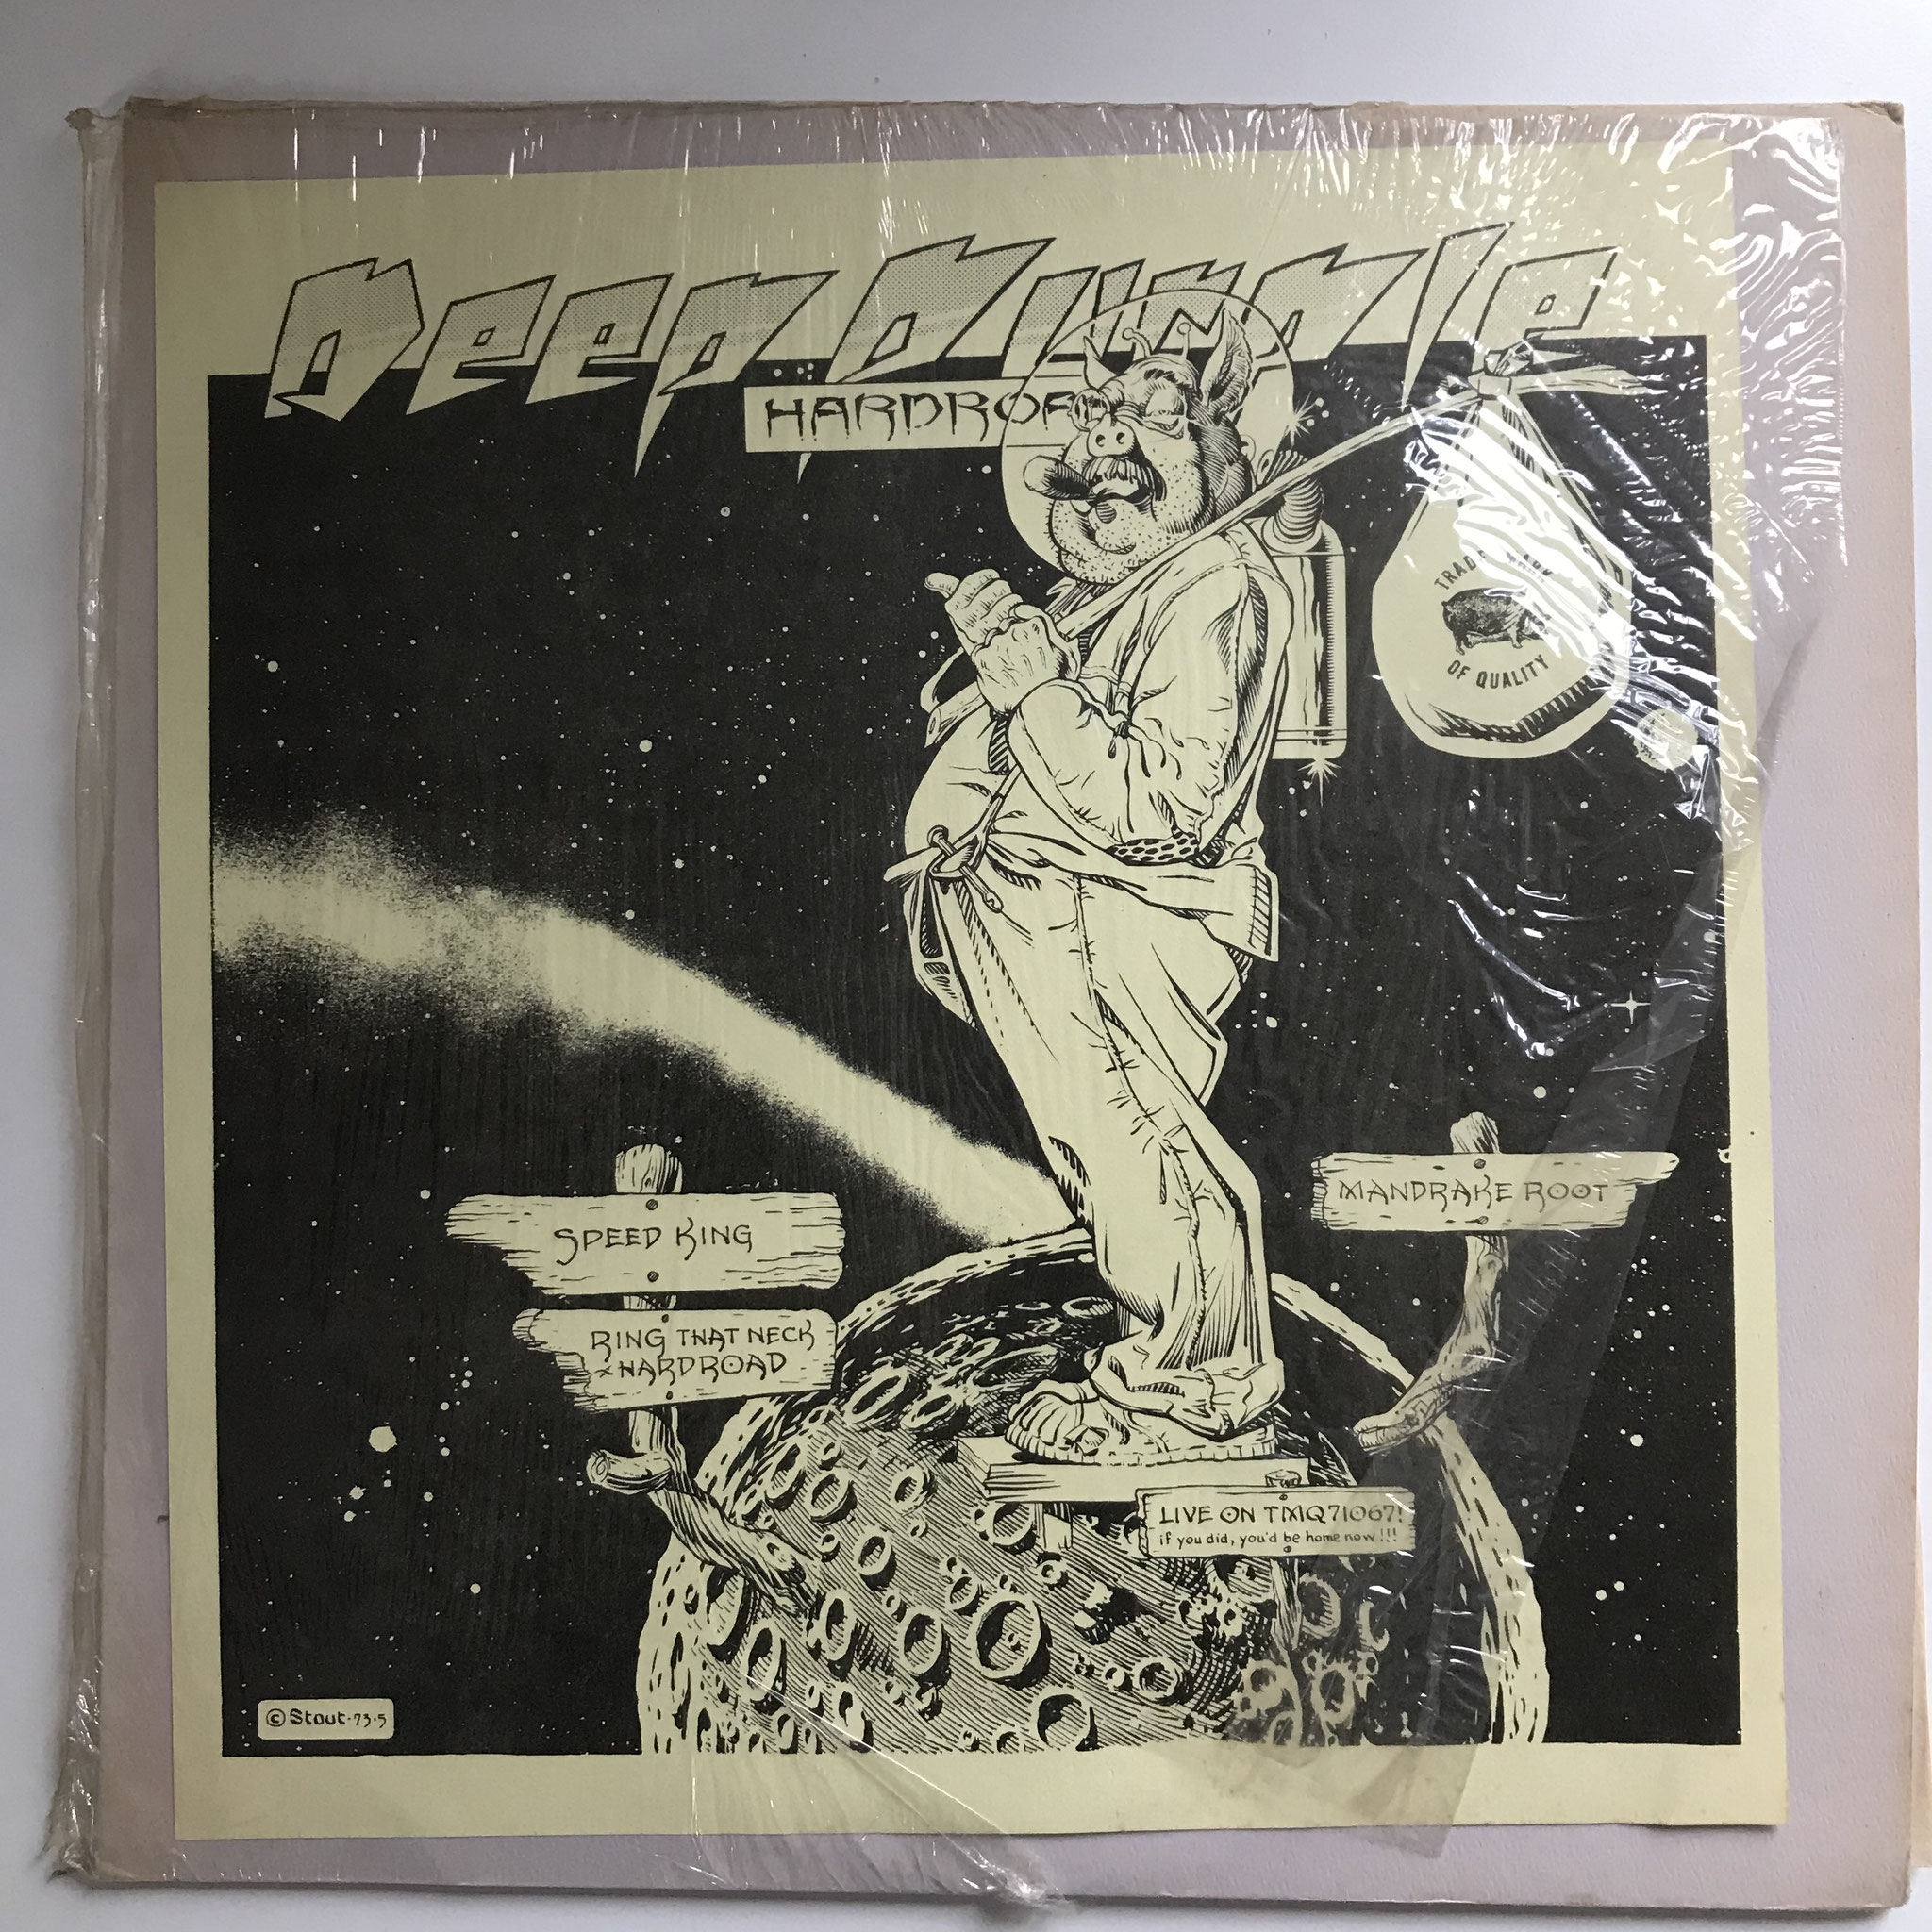 Deep Purple
HARDROAD
TRADE MARK
OF QUALITY
SPEED KING
RING THAT NECK
× HARDROAD
MANDRAKE ROOT
LIVE ON TMQ71067!
if you did, you'd be home now!!!
© Stout·73·5